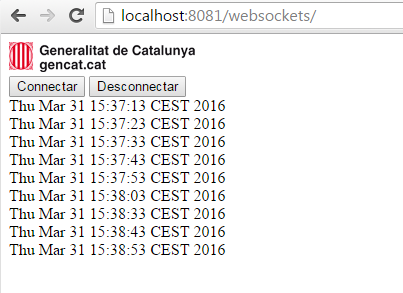 localhost:8081/websockets/
Generalitat de Catalunya
gencat.cat
Connectar Desconnectar
Thu Mar 31 15:37:13 CEST 2016
Thu Mar 31 15:37:23 CEST 2016
Thu Mar 31 15:37:33 CEST 2016
Thu Mar 31 15:37:43 CEST 2016
Thu Mar 31 15:37:53 CEST 2016
Thu Mar 31 15:38:03 CEST 2016
Thu Mar 31 15:38:33 CEST 2016
Thu Mar 31 15:38:43 CEST 2016
Thu Mar 31 15:38:53 CEST 2016